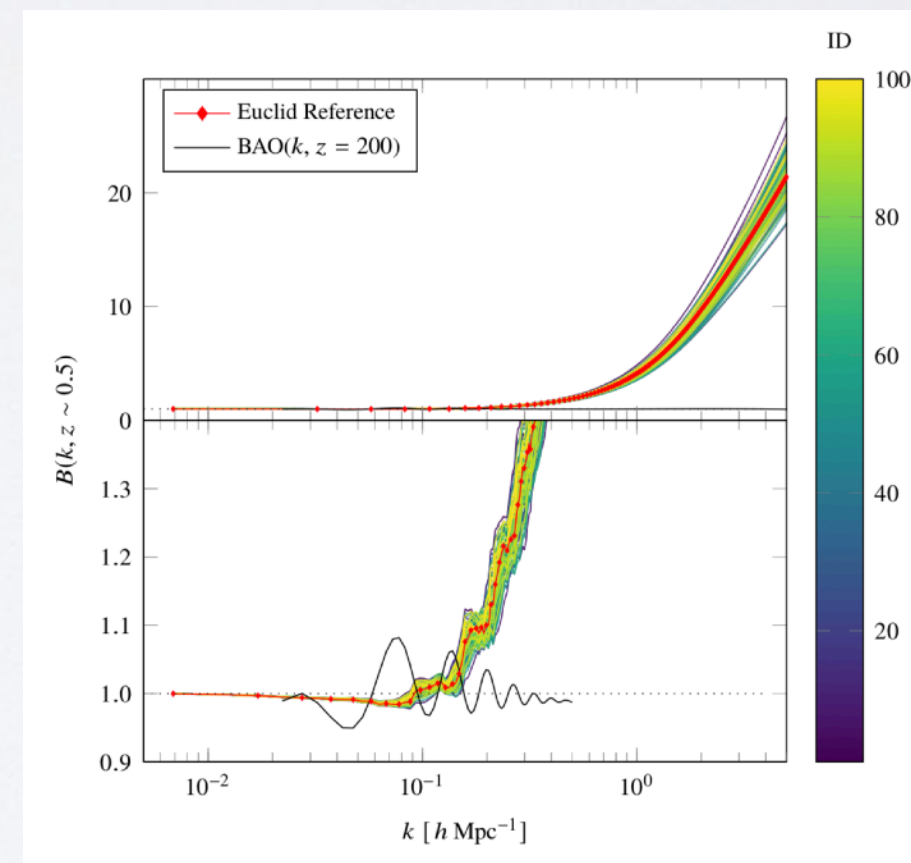 ID
Euclid Reference
BAO(k, z = 200)
100
80
60
40
20
20
10
0
B(k, z ~ 0.5)
1.3
1.2
1.1
1.0
0.9
10⁻² 10⁻¹ 10⁰
k [ h Mpc⁻¹]